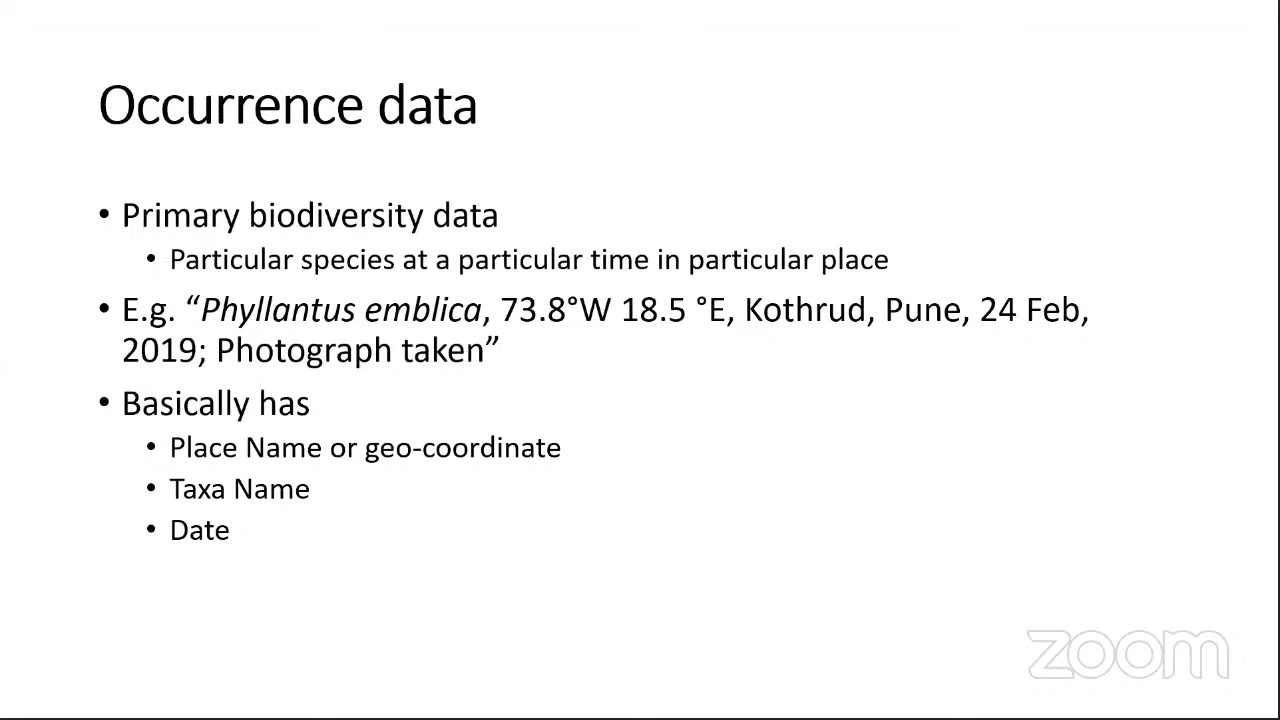 Occurrence data
• Primary biodiversity data
• Particular species at a particular time in particular place
• E.g. “Phyllantus emblica, 73.8°W 18.5 °E, Kothrud, Pune, 24 Feb,
2019; Photograph taken”
• Basically has
• Place Name or geo-coordinate
• Taxa Name
• Date
zoom